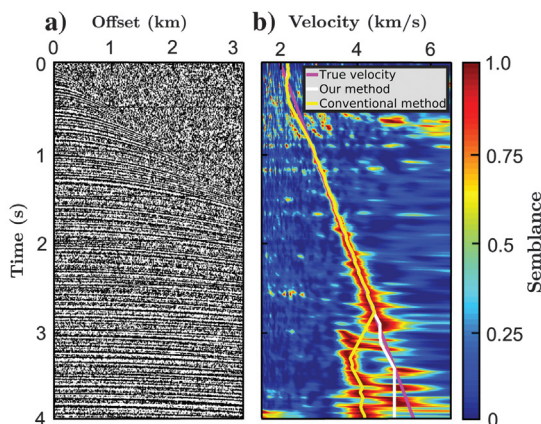 a)
Offset (km)
0
1
2
3
0
1
2
3
4
Time (s)
b)
Velocity (km/s)
2
4
6
True velocity
Our method
Conventional method
1.0
0.75
0.5
0.25
0
Semblance